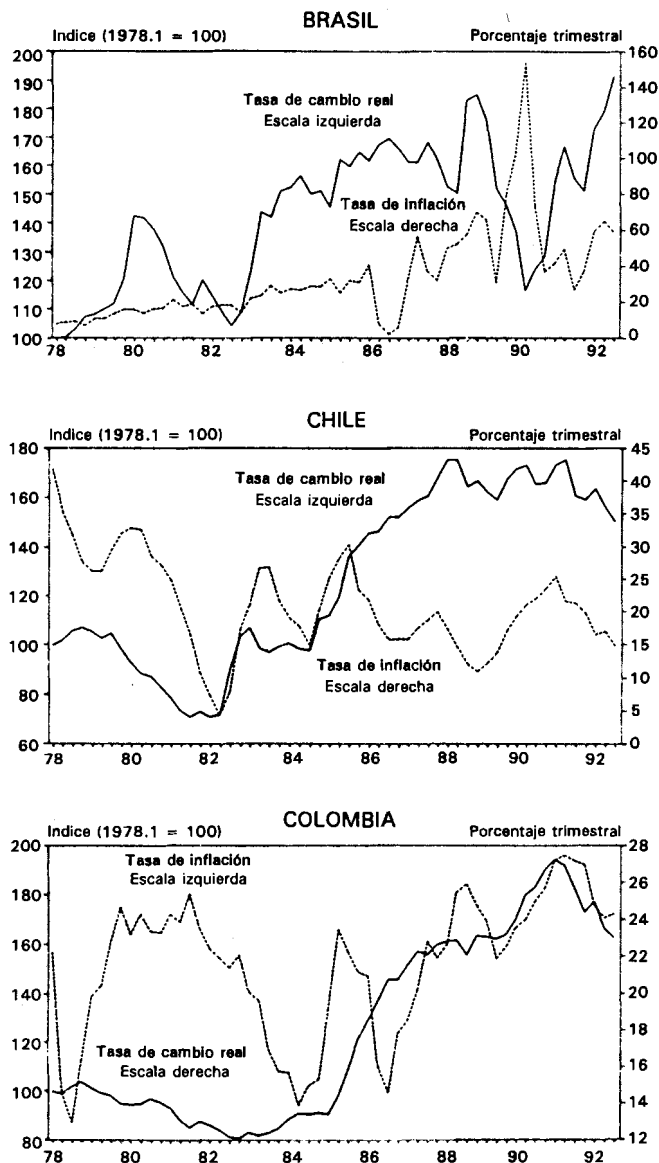 BRASIL
Indice (1978.1 = 100) Porcentaje trimestral
200
190
180
170
160
150
140
130
120
110
100
160
140
120
100
80
60
40
20
0
Tasa de cambio real
Escala izquierda
Tasa de Inflación
Escala derecha
78 80 82 84 86 88 90 92
CHILE
Indice (1978.1 = 100) Porcentaje trimestral
180
160
140
120
100
80
60
45
40
35
30
25
20
15
10
5
0
Tasa de cambio real
Escala izquierda
Tasa de inflación
Escala derecha
78 80 82 84 86 88 90 92
COLOMBIA
Indice (1978.1 = 100) Porcentaje trimestral
200
180
160
140
120
100
80
28
26
24
22
20
18
16
14
12
Tasa de inflación
Escala izquierda
Tasa de cambio real
Escala derecha
78 80 82 84 86 88 90 92